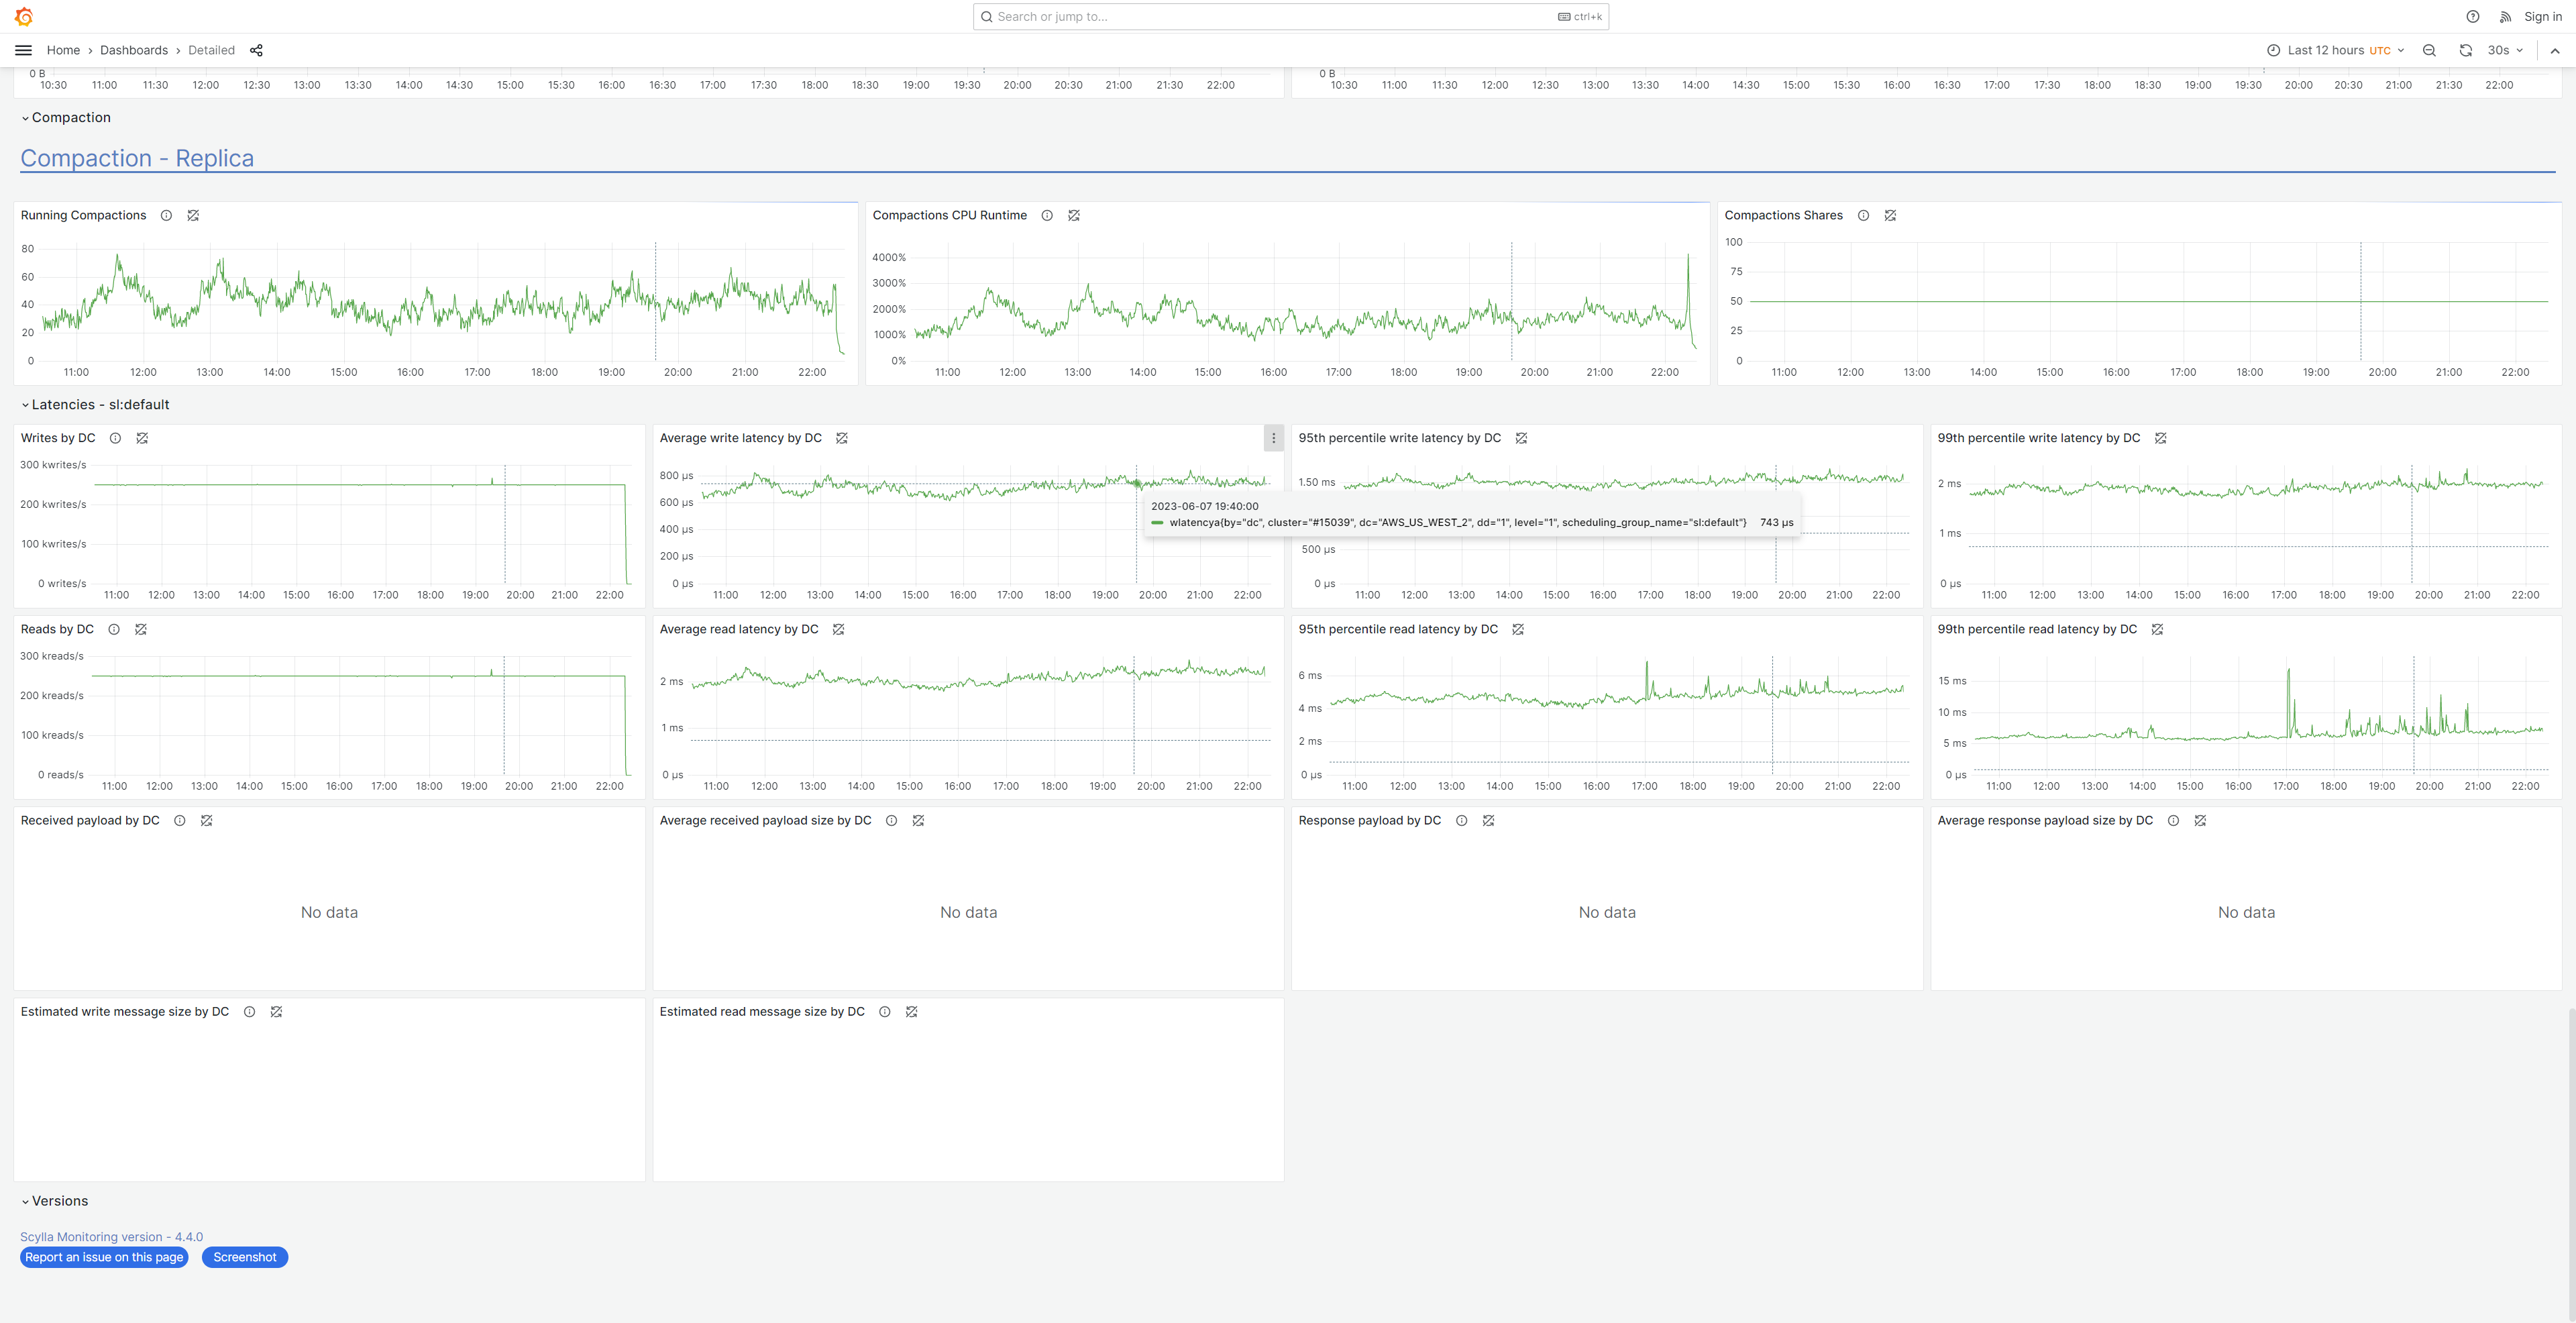 Search or jump to...
ctrl+k
Sign in
Home › Dashboards › Detailed
Last 12 hours UTC
30s
0 B
10:30 11:00 11:30 12:00 12:30 13:00 13:30 14:00 14:30 15:00 15:30 16:00 16:30 17:00 17:30 18:00 18:30 19:00 19:30 20:00 20:30 21:00 21:30 22:00
0 B
10:30 11:00 11:30 12:00 12:30 13:00 13:30 14:00 14:30 15:00 15:30 16:00 16:30 17:00 17:30 18:00 18:30 19:00 19:30 20:00 20:30 21:00 21:30 22:00
Compaction
Compaction - Replica
Running Compactions
80
60
40
20
0
11:00 12:00 13:00 14:00 15:00 16:00 17:00 18:00 19:00 20:00 21:00 22:00
Compactions CPU Runtime
4000%
3000%
2000%
1000%
0%
11:00 12:00 13:00 14:00 15:00 16:00 17:00 18:00 19:00 20:00 21:00 22:00
Compactions Shares
100
75
50
25
0
11:00 12:00 13:00 14:00 15:00 16:00 17:00 18:00 19:00 20:00 21:00 22:00
Latencies - sl:default
Writes by DC
300 kwrites/s
200 kwrites/s
100 kwrites/s
0 writes/s
11:00 12:00 13:00 14:00 15:00 16:00 17:00 18:00 19:00 20:00 21:00 22:00
Average write latency by DC
800 µs
600 µs
400 µs
200 µs
0 µs
11:00 12:00 13:00 14:00 15:00 16:00 17:00 18:00 19:00 20:00 21:00 22:00
2023-06-07 19:40:00
wlatencya{by="dc", cluster="#15039", dc="AWS_US_WEST_2", dd="1", level="1", scheduling_group_name="sl:default"} 743 µs
95th percentile write latency by DC
1.50 ms
500 µs
0 µs
11:00 12:00 13:00 14:00 15:00 16:00 17:00 18:00 19:00 20:00 21:00 22:00
99th percentile write latency by DC
2 ms
1 ms
0 µs
11:00 12:00 13:00 14:00 15:00 16:00 17:00 18:00 19:00 20:00 21:00 22:00
Reads by DC
300 kreads/s
200 kreads/s
100 kreads/s
0 reads/s
11:00 12:00 13:00 14:00 15:00 16:00 17:00 18:00 19:00 20:00 21:00 22:00
Average read latency by DC
2 ms
1 ms
0 µs
11:00 12:00 13:00 14:00 15:00 16:00 17:00 18:00 19:00 20:00 21:00 22:00
95th percentile read latency by DC
6 ms
4 ms
2 ms
0 µs
11:00 12:00 13:00 14:00 15:00 16:00 17:00 18:00 19:00 20:00 21:00 22:00
99th percentile read latency by DC
15 ms
10 ms
5 ms
0 µs
11:00 12:00 13:00 14:00 15:00 16:00 17:00 18:00 19:00 20:00 21:00 22:00
Received payload by DC
No data
Average received payload size by DC
No data
Response payload by DC
No data
Average response payload size by DC
No data
Estimated write message size by DC
Estimated read message size by DC
Versions
Scylla Monitoring version - 4.4.0
Report an issue on this page
Screenshot